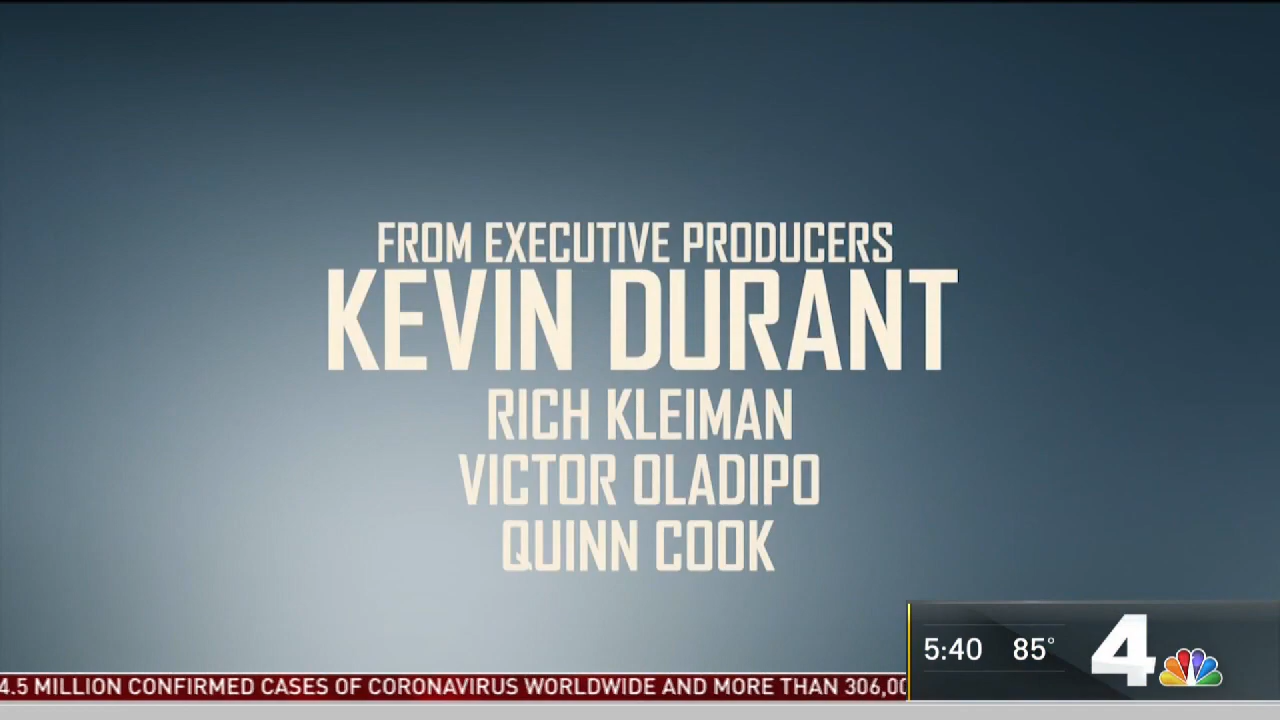 FROM EXECUTIVE PRODUCERS
KEVIN DURANT
RICH KLEIMAN
VICTOR OLADIPO
QUINN COOK
5:40 85° 4
4.5 MILLION CONFIRMED CASES OF CORONAVIRUS WORLDWIDE AND MORE THAN 306,00